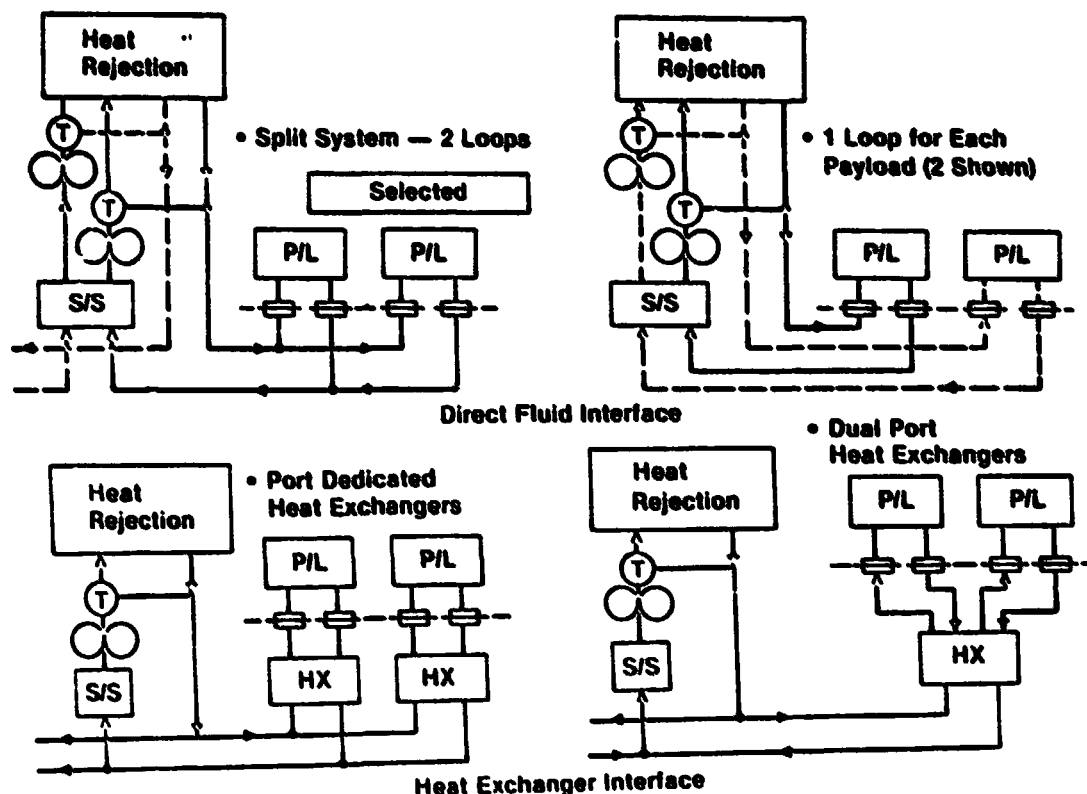 Heat
Rejection
T
• Split System — 2 Loops
Selected
T
P/L
P/L
S/S
Heat
Rejection
T
• 1 Loop for Each
Payload (2 Shown)
T
P/L
P/L
S/S
Direct Fluid Interface
Heat
Rejection
• Port Dedicated
Heat Exchangers
P/L
P/L
T
HX
HX
S/S
• Dual Port
Heat Exchangers
Heat
Rejection
P/L
P/L
T
S/S
HX
Heat Exchanger Interface